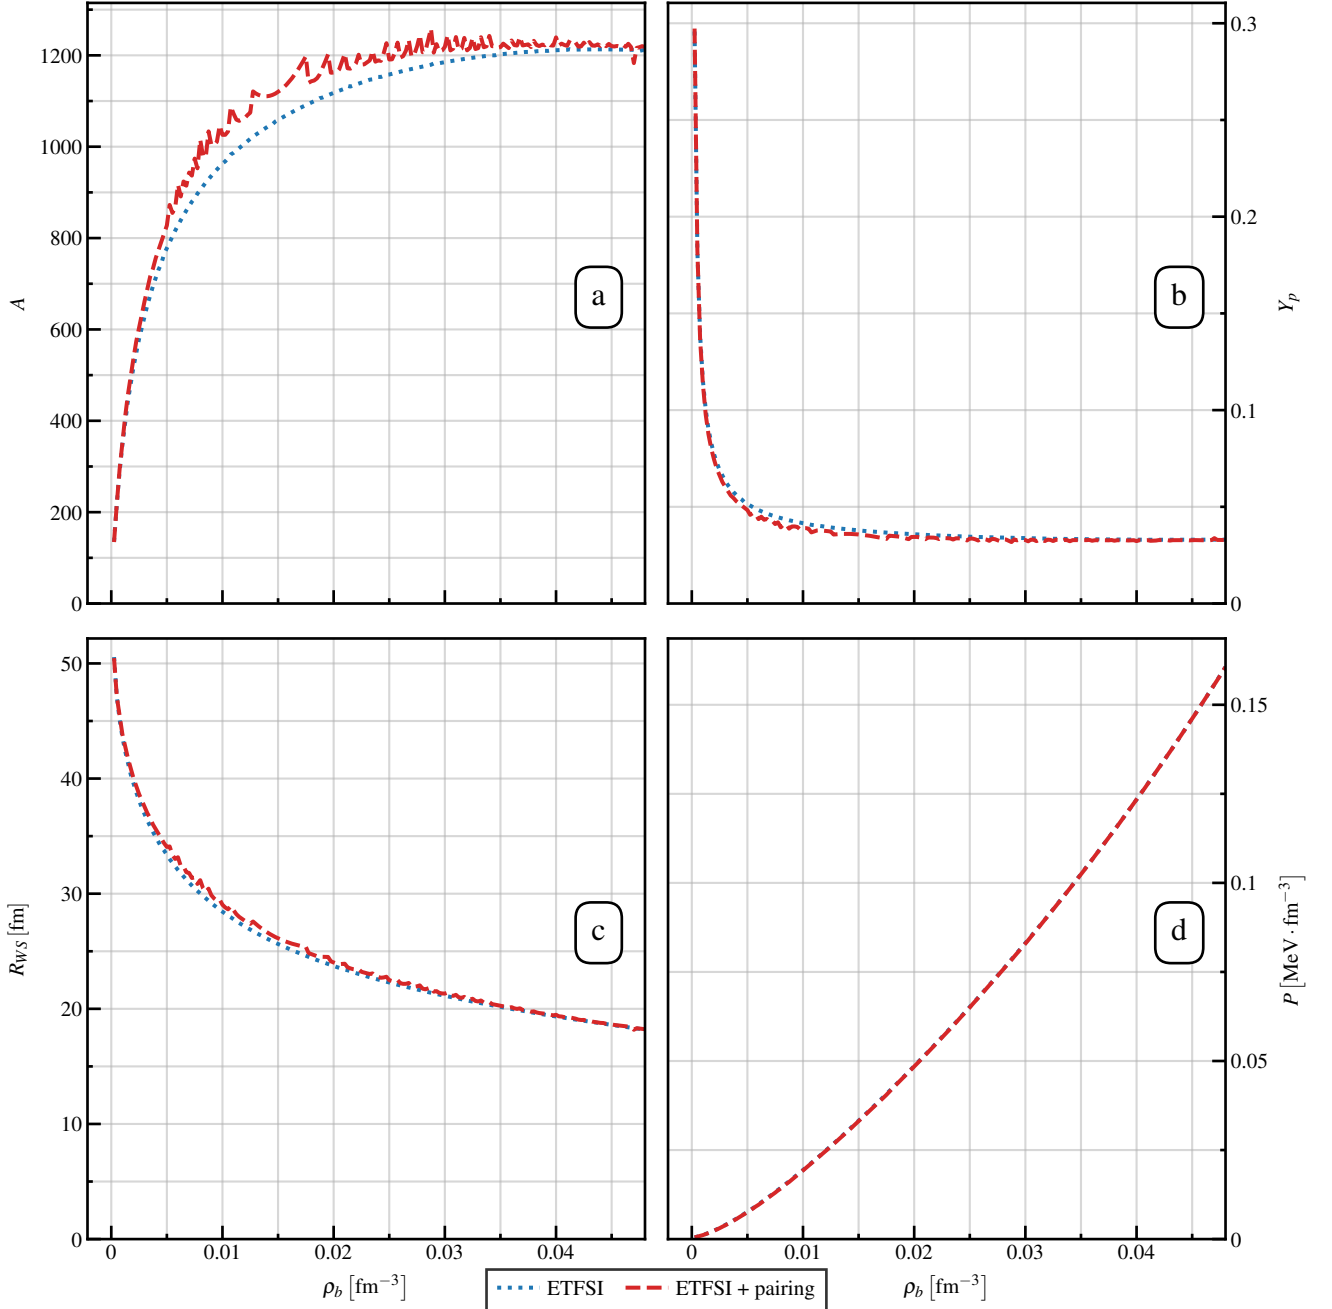 1200
1000
800
600
400
200
0
A
a
0.3
0.2
0.1
0
Y_p
b
50
40
30
20
10
0
R_{WS} [fm]
c
0 0.01 0.02 0.03 0.04
ρ_b [fm⁻³]
0.15
0.1
0.05
0
P [MeV · fm⁻³]
d
0 0.01 0.02 0.03 0.04
ρ_b [fm⁻³]
ETFSI ETFSI + pairing